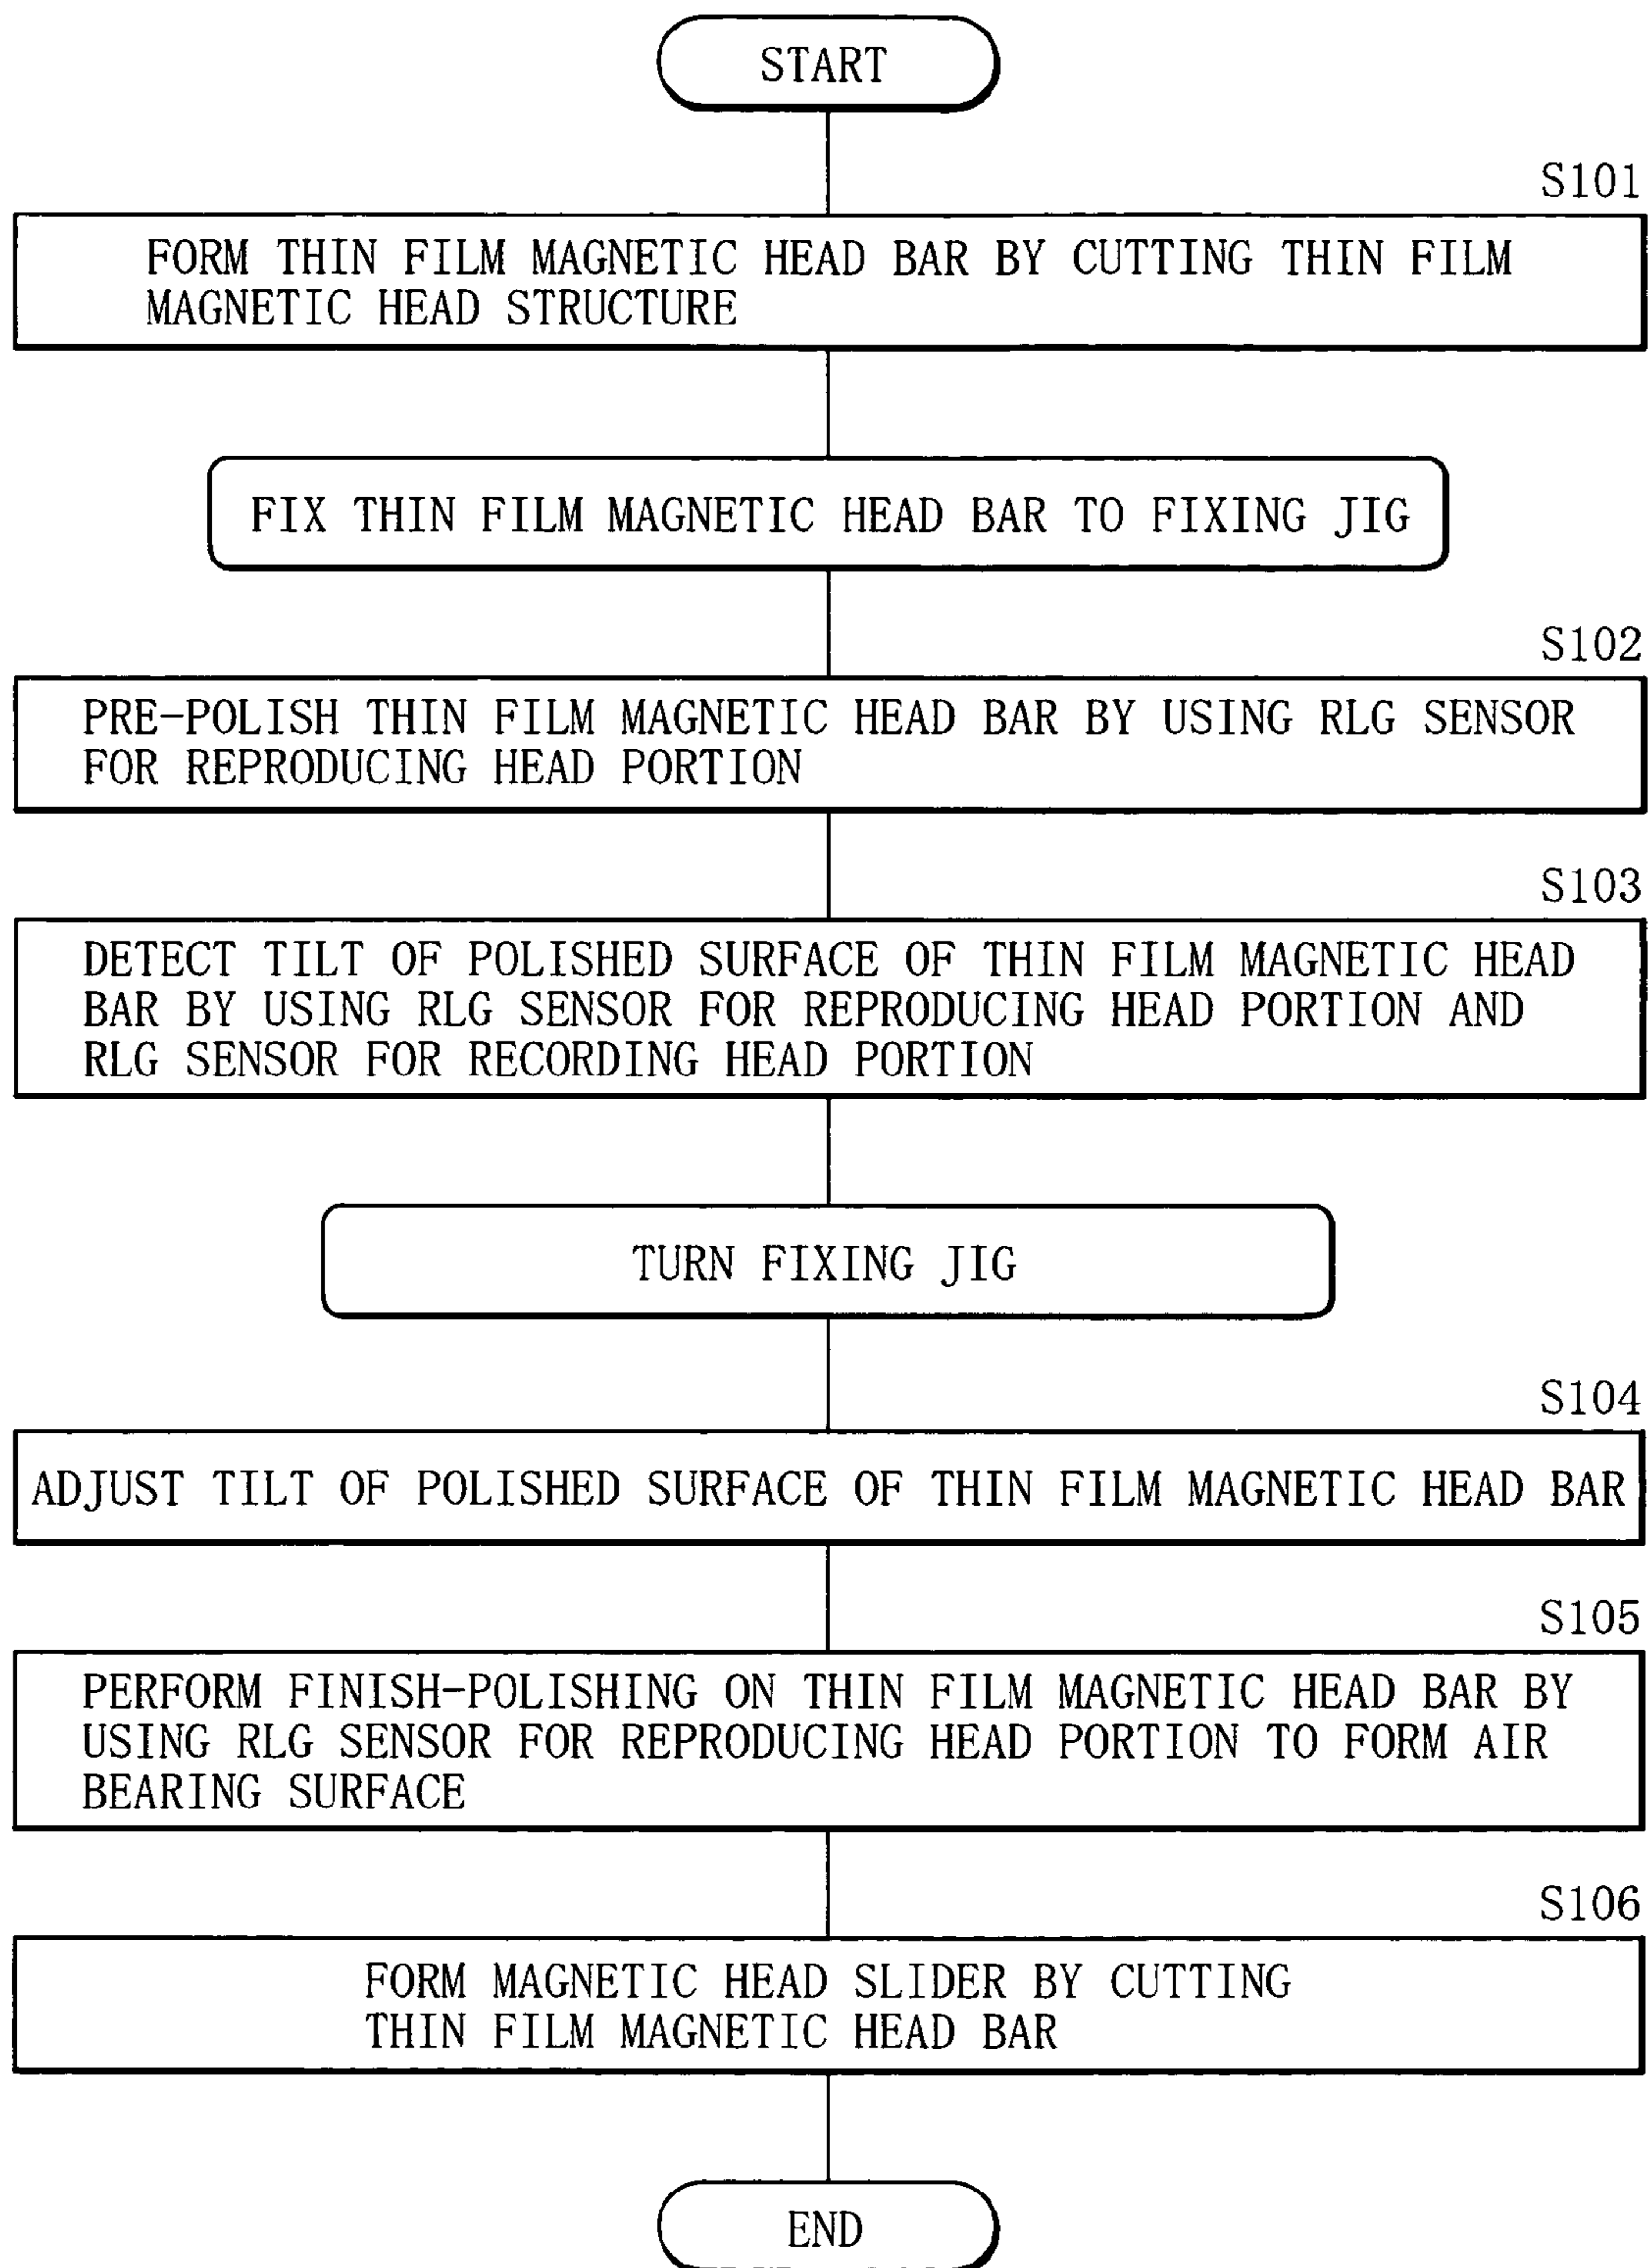 START
S101
FORM THIN FILM MAGNETIC HEAD BAR BY CUTTING THIN FILM
MAGNETIC HEAD STRUCTURE
FIX THIN FILM MAGNETIC HEAD BAR TO FIXING JIG
S102
PRE-POLISH THIN FILM MAGNETIC HEAD BAR BY USING RLG SENSOR
FOR REPRODUCING HEAD PORTION
S103
DETECT TILT OF POLISHED SURFACE OF THIN FILM MAGNETIC HEAD
BAR BY USING RLG SENSOR FOR REPRODUCING HEAD PORTION AND
RLG SENSOR FOR RECORDING HEAD PORTION
TURN FIXING JIG
S104
ADJUST TILT OF POLISHED SURFACE OF THIN FILM MAGNETIC HEAD BAR
S105
PERFORM FINISH-POLISHING ON THIN FILM MAGNETIC HEAD BAR BY
USING RLG SENSOR FOR REPRODUCING HEAD PORTION TO FORM AIR
BEARING SURFACE
S106
FORM MAGNETIC HEAD SLIDER BY CUTTING
THIN FILM MAGNETIC HEAD BAR
END